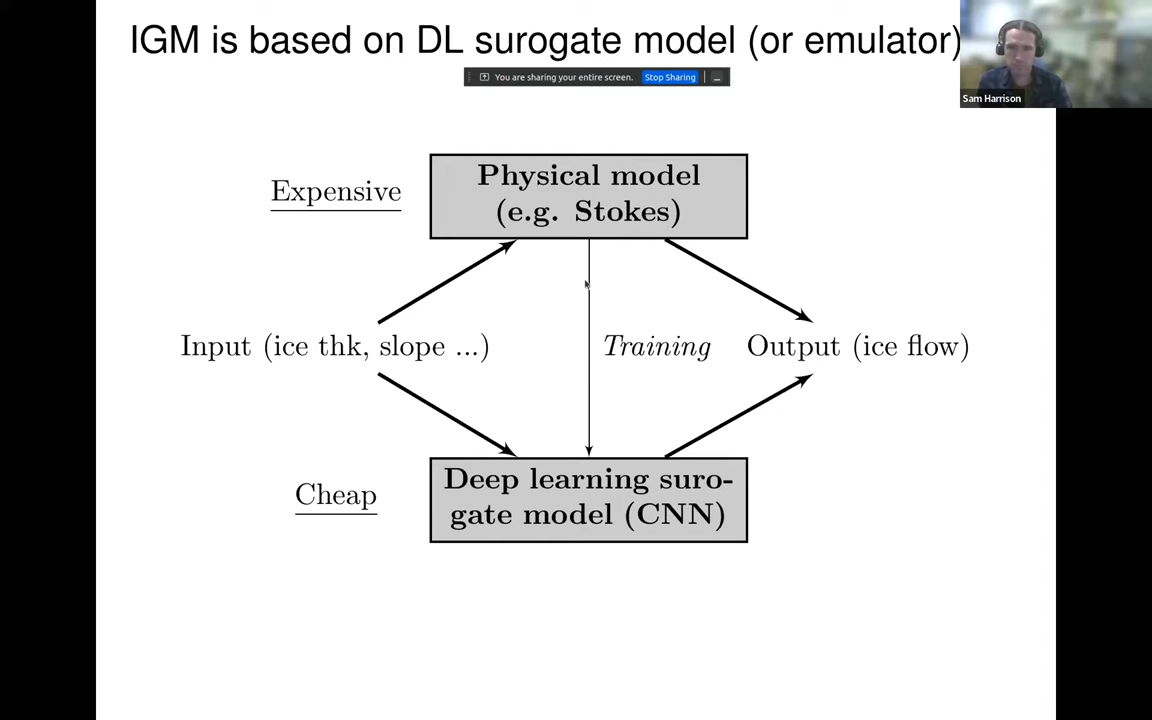 IGM is based on DL surogate model (or emulator)
You are sharing your entire screen. Stop Sharing
Sam Harrison
Physical model
(e.g. Stokes)
Expensive
Input (ice thk, slope ...)
Training
Output (ice flow)
Cheap
Deep learning suro-
gate model (CNN)